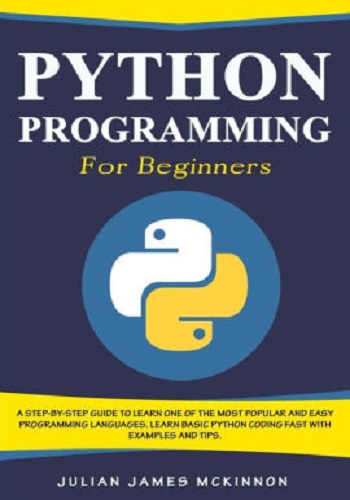 PYTHON
PROGRAMMING
For Beginners
A STEP-BY-STEP GUIDE TO LEARN ONE OF THE MOST POPULAR AND EASY
PROGRAMMING LANGUAGES. LEARN BASIC PYTHON CODING FAST WITH
EXAMPLES AND TIPS.
JULIAN JAMES MCKINNON